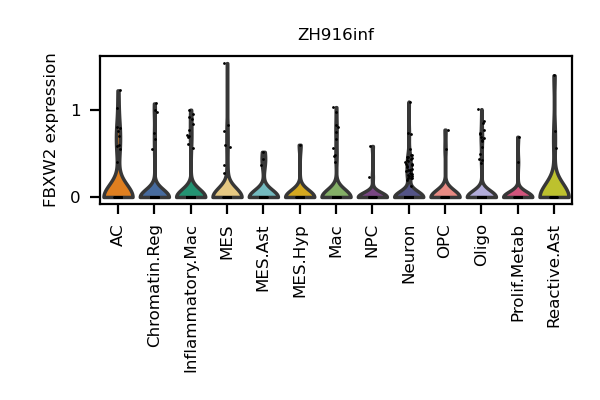 ZH916inf
FBXW2 expression
1
0
AC
Chromatin.Reg
Inflammatory.Mac
MES
MES.Ast
MES.Hyp
Mac
NPC
Neuron
OPC
Oligo
Prolif.Metab
Reactive.Ast